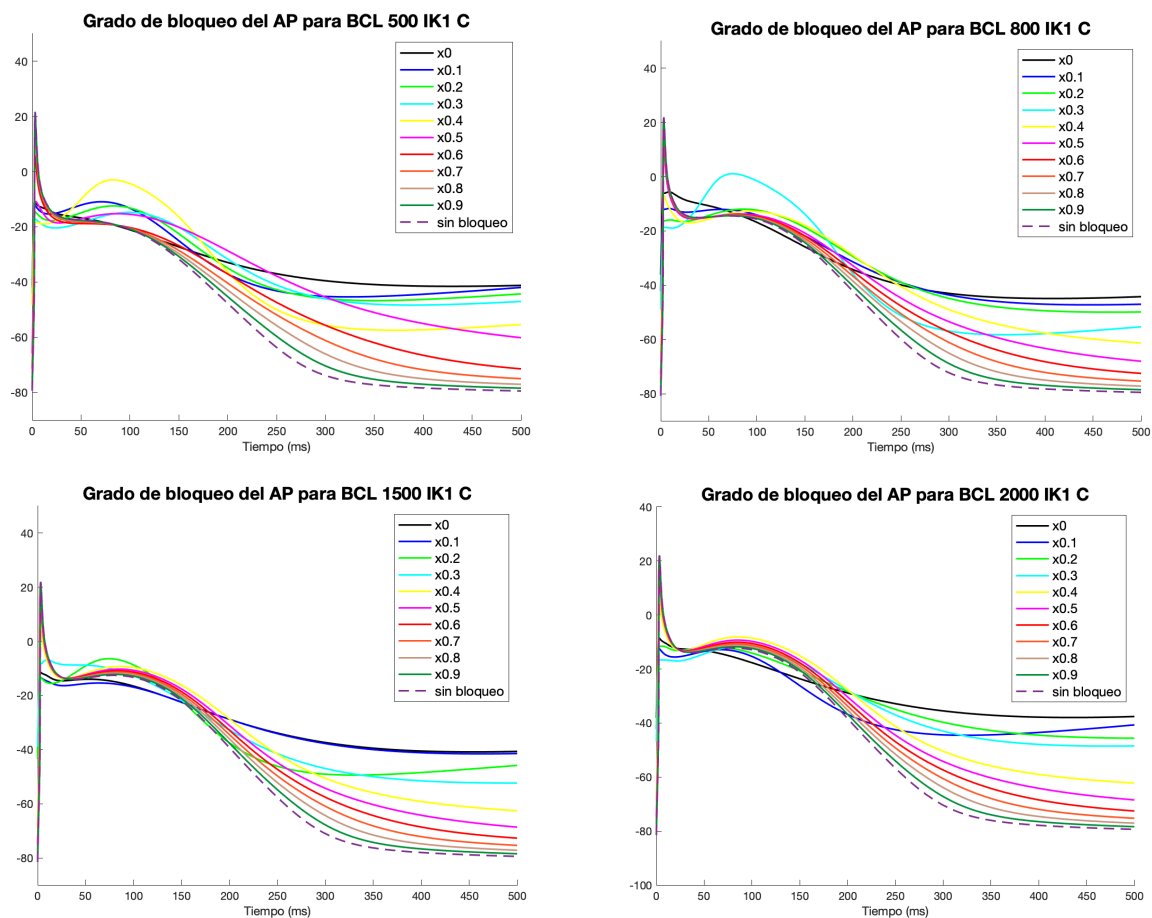 Grado de bloqueo del AP para BCL 500 IK1 C
40
20
0
-20
-40
-60
-80
0 50 100 150 200 250 300 350 400 450 500
Tiempo (ms)
x0
x0.1
x0.2
x0.3
x0.4
x0.5
x0.6
x0.7
x0.8
x0.9
sin bloqueo
Grado de bloqueo del AP para BCL 800 IK1 C
40
20
0
-20
-40
-60
-80
0 50 100 150 200 250 300 350 400 450 500
Tiempo (ms)
x0
x0.1
x0.2
x0.3
x0.4
x0.5
x0.6
x0.7
x0.8
x0.9
sin bloqueo
Grado de bloqueo del AP para BCL 1500 IK1 C
40
20
0
-20
-40
-60
-80
0 50 100 150 200 250 300 350 400 450 500
Tiempo (ms)
x0
x0.1
x0.2
x0.3
x0.4
x0.5
x0.6
x0.7
x0.8
x0.9
sin bloqueo
Grado de bloqueo del AP para BCL 2000 IK1 C
40
20
0
-20
-40
-60
-80
-100
0 50 100 150 200 250 300 350 400 450 500
Tiempo (ms)
x0
x0.1
x0.2
x0.3
x0.4
x0.5
x0.6
x0.7
x0.8
x0.9
sin bloqueo